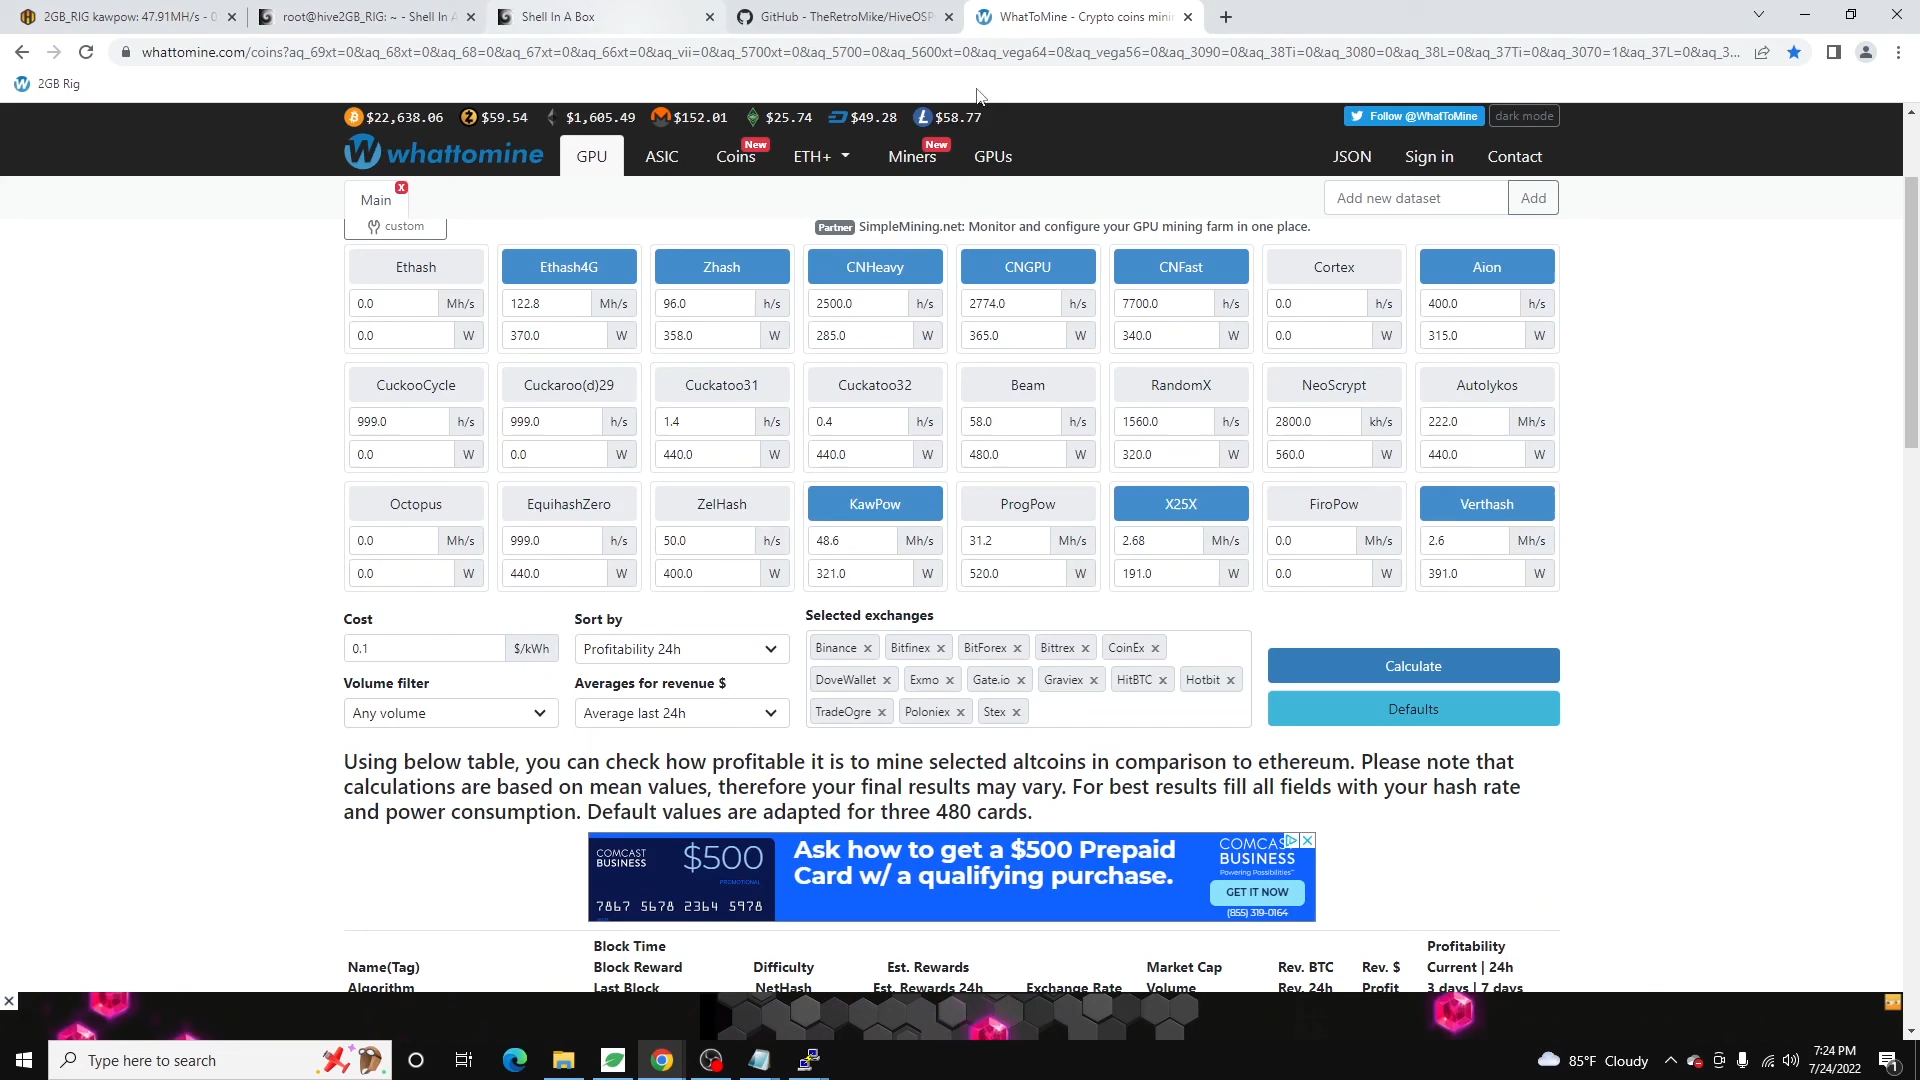 2GB_RIG kawpow: 47.91MH/s - 0
root@hive2GB_RIG: ~ - Shell In A
Shell In A Box
GitHub - TheRetroMike/HiveOSP
WhatToMine - Crypto coins mini
whattomine.com/coins?aq_69xt=0&aq_68xt=0&aq_68=0&aq_67xt=0&aq_66xt=0&aq_vii=0&aq_5700xt=0&aq_5700=0&aq_5600xt=0&aq_vega64=0&aq_vega56=0&aq_3090=0&aq_38Ti=0&aq_3080=0&aq_38L=0&aq_37Ti=0&aq_3070=1&aq_37L=0&aq_3...
2GB Rig
$22,638.06 $59.54 $1,605.49 $152.01 $25.74 $49.28 $58.77
Follow @WhatToMine dark mode
whattomine GPU ASIC Coins New ETH+ Miners New GPUs JSON Sign in Contact
Main x
Add new dataset Add
custom
Partner SimpleMining.net: Monitor and configure your GPU mining farm in one place.
Ethash Ethash4G Zhash CNHeavy CNGPU CNFast Cortex Aion
0.0 Mh/s 122.8 Mh/s 96.0 h/s 2500.0 h/s 2774.0 h/s 7700.0 h/s 0.0 h/s 400.0 h/s
0.0 W 370.0 W 358.0 W 285.0 W 365.0 W 340.0 W 0.0 W 315.0 W
CuckooCycle Cuckaroo(d)29 Cuckatoo31 Cuckatoo32 Beam RandomX NeoScrypt Autolykos
999.0 h/s 999.0 h/s 1.4 h/s 0.4 h/s 58.0 h/s 1560.0 h/s 2800.0 kh/s 222.0 Mh/s
0.0 W 0.0 W 440.0 W 440.0 W 480.0 W 320.0 W 560.0 W 440.0 W
Octopus EquihashZero ZelHash KawPow ProgPow X25X FiroPow Verthash
0.0 Mh/s 999.0 h/s 50.0 h/s 48.6 Mh/s 31.2 Mh/s 2.68 Mh/s 0.0 Mh/s 2.6 Mh/s
0.0 W 440.0 W 400.0 W 321.0 W 520.0 W 191.0 W 0.0 W 391.0 W
Cost Sort by Selected exchanges
0.1 $/kWh Profitability 24h
Binance Bitfinex BitForex Bittrex CoinEx
Calculate
Volume filter Averages for revenue $
DoveWallet Exmo Gate.io Graviex HitBTC Hotbit
Any volume Average last 24h
TradeOgre Poloniex Stex
Defaults
Using below table, you can check how profitable it is to mine selected altcoins in comparison to ethereum. Please note that
calculations are based on mean values, therefore your final results may vary. For best results fill all fields with your hash rate
and power consumption. Default values are adapted for three 480 cards.
COMCAST
BUSINESS
$500
PROMOTIONAL
7867 5678 2364 5978
Ask how to get a $500 Prepaid
Card w/ a qualifying purchase.
COMCAS
BUSINESS
Powering Possibilities™
GET IT NOW
(855) 319-0164
Block Time Profitability
Name(Tag) Block Reward Difficulty Est. Rewards Market Cap Rev. BTC Rev. $ Current | 24h
Algorithm Last Block NetHash Est. Rewards 24h Exchange Rate Volume Rev. 24h Profit 3 days | 7 days
Type here to search
85°F Cloudy
7:24 PM
7/24/2022
1